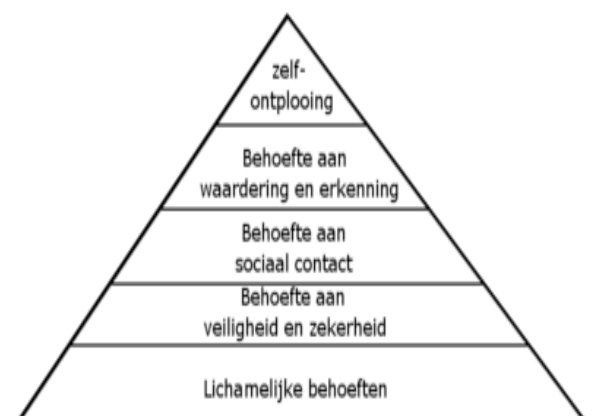 zelf-
ontplooing
Behoefte aan
waardering en erkenning
Behoefte aan
sociaal contact
Behoefte aan
veiligheid en zekerheid
Lichamelijke behoeften